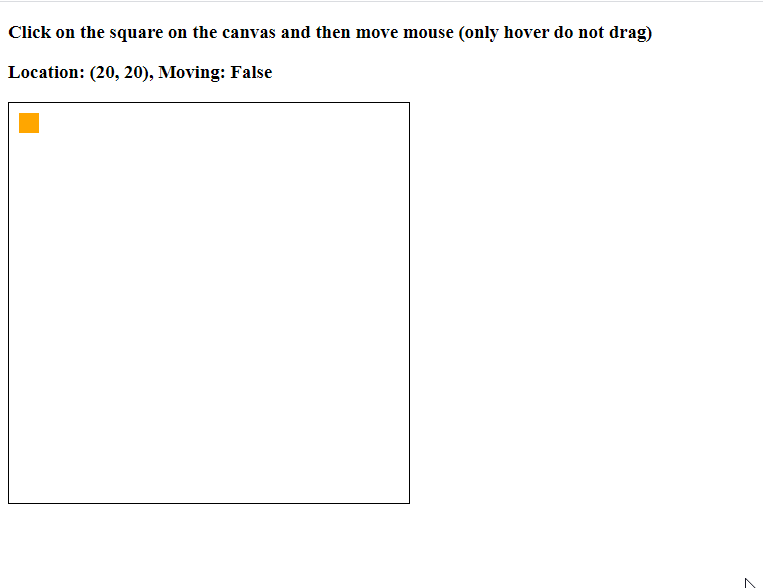 Click on the square on the canvas and then move mouse (only hover do not drag)
Location: (20, 20), Moving: False